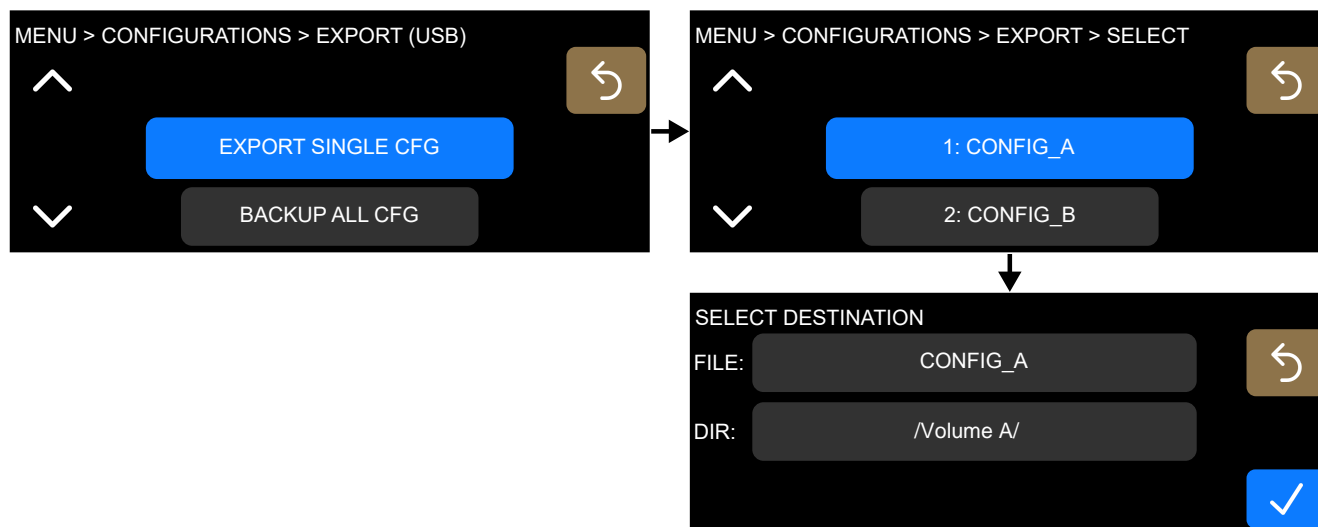 MENU > CONFIGURATIONS > EXPORT (USB)
EXPORT SINGLE CFG
BACKUP ALL CFG
MENU > CONFIGURATIONS > EXPORT > SELECT
1: CONFIG_A
2: CONFIG_B
SELECT DESTINATION
FILE: CONFIG_A
DIR: /Volume A/